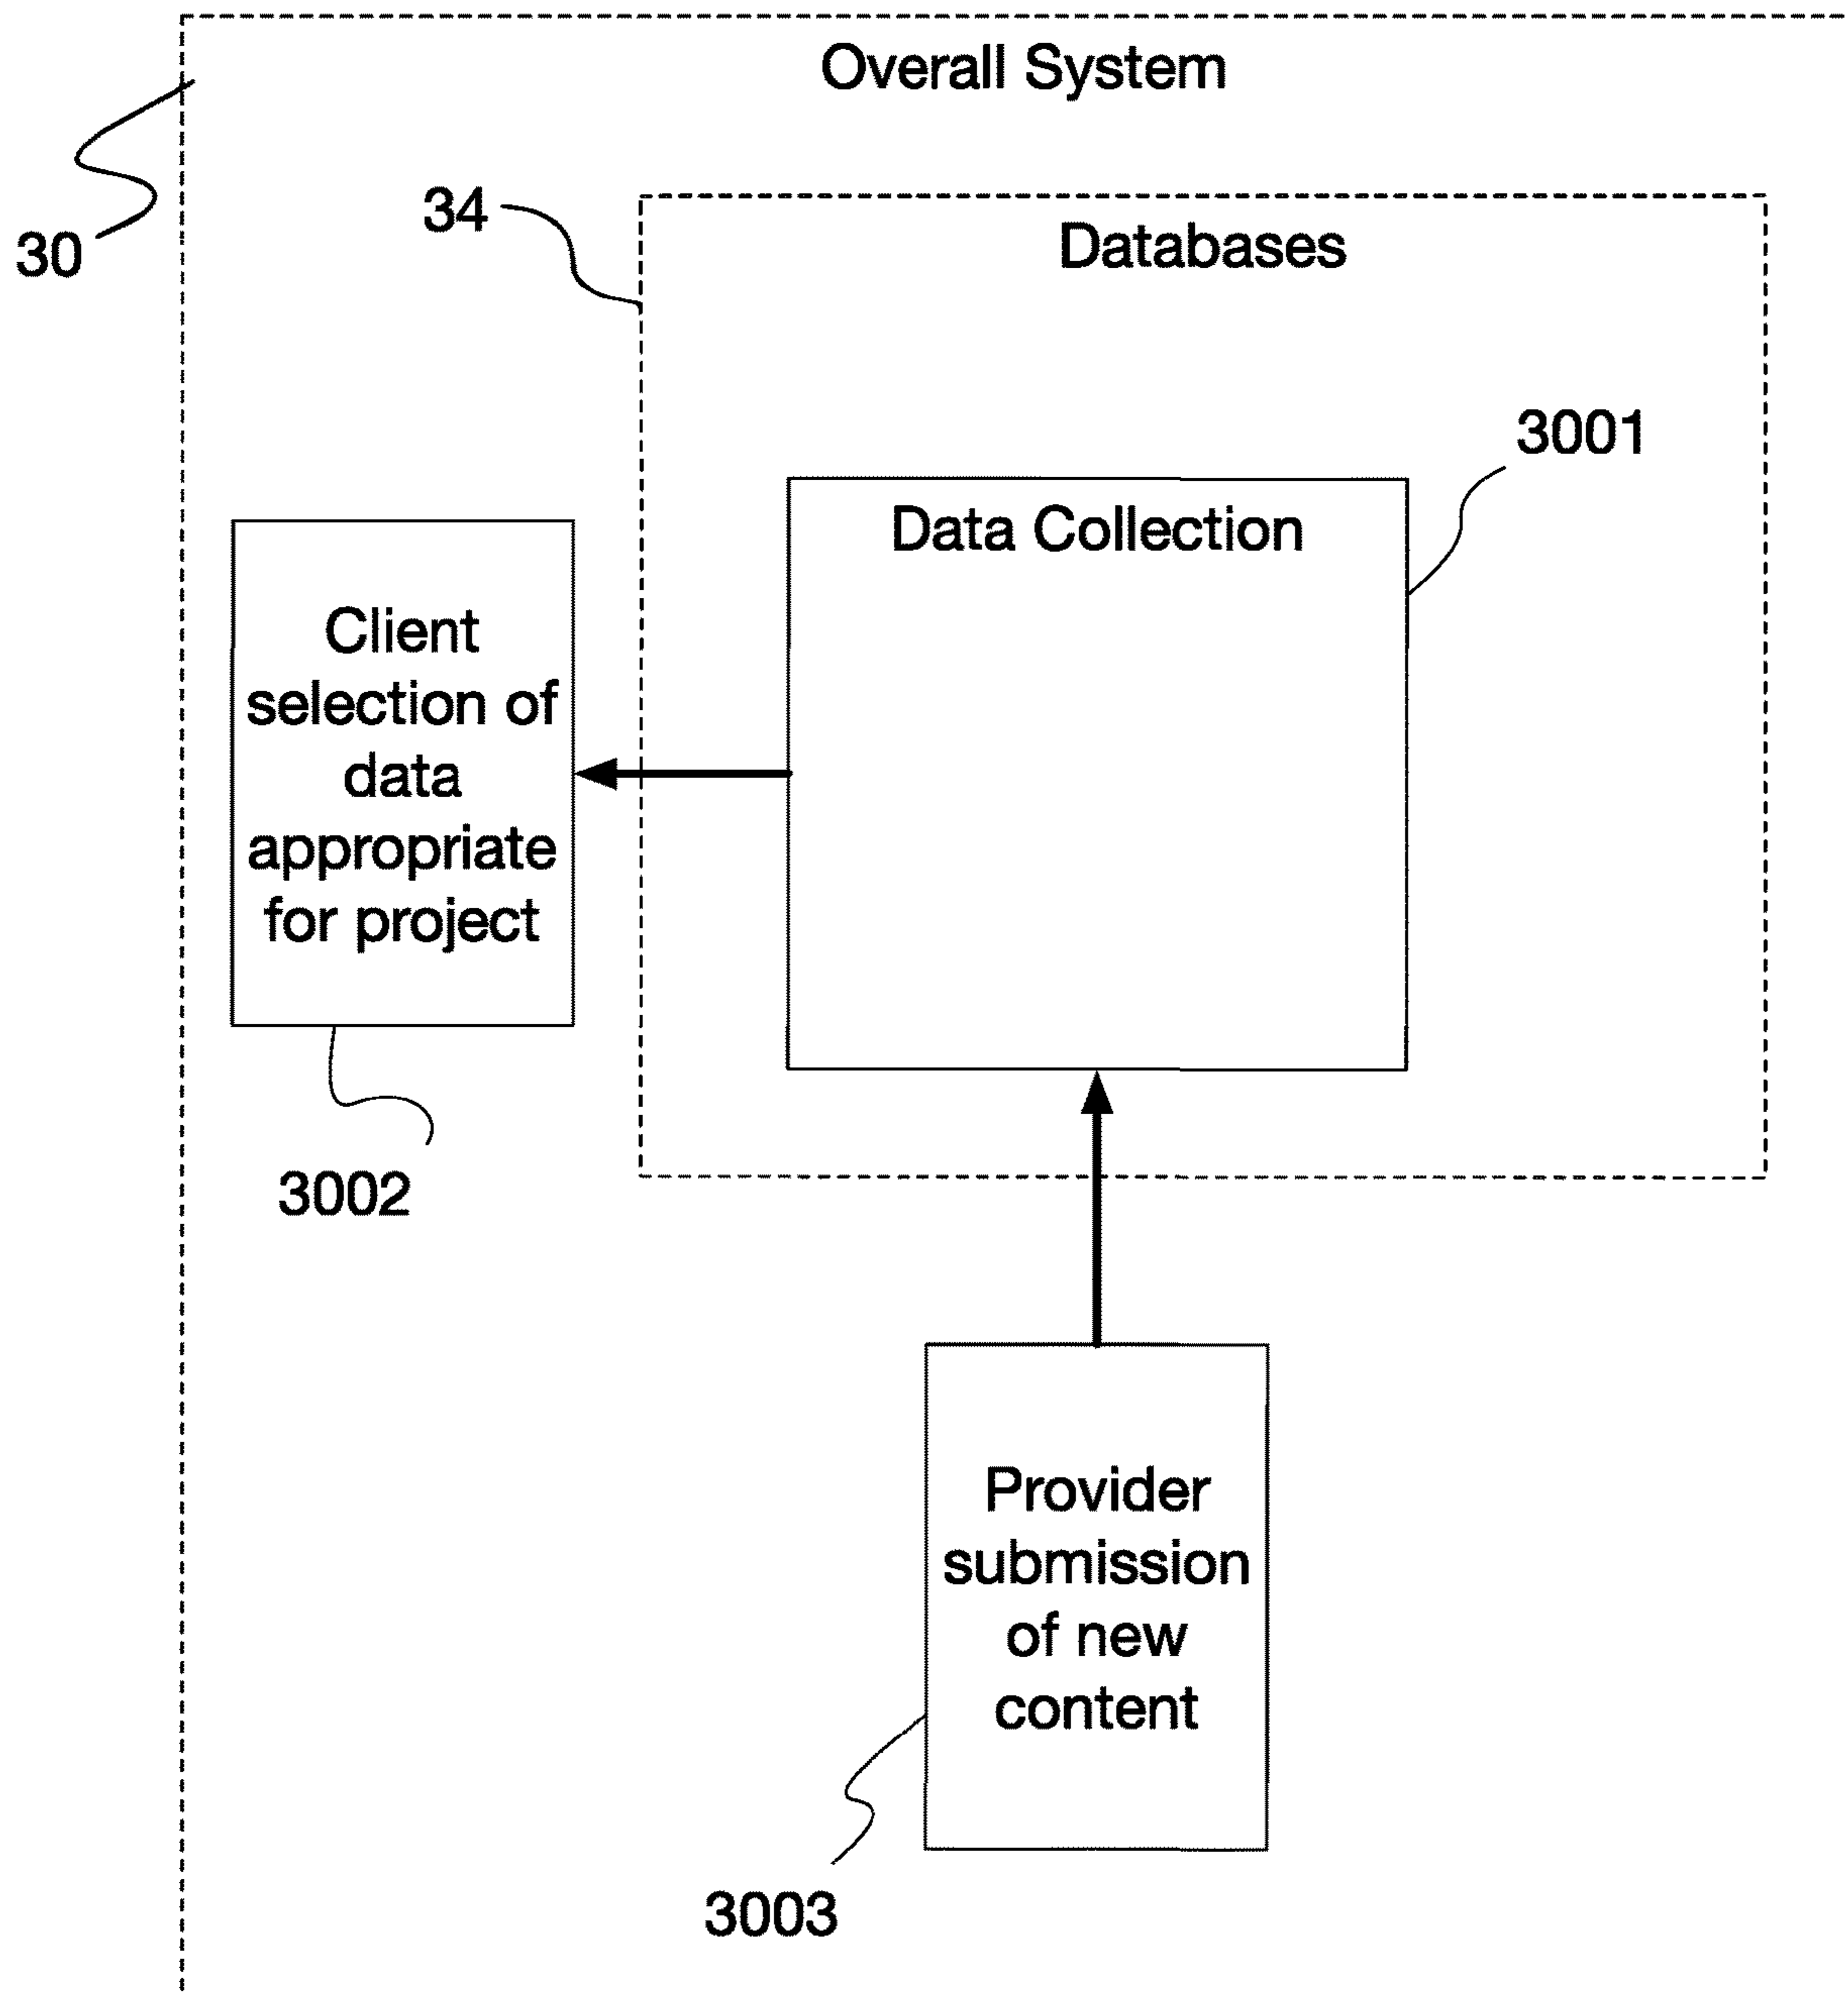 Overall System
30
34
Databases
3001
Data Collection
Client
selection of
data
appropriate
for project
3002
Provider
submission
of new
content
3003